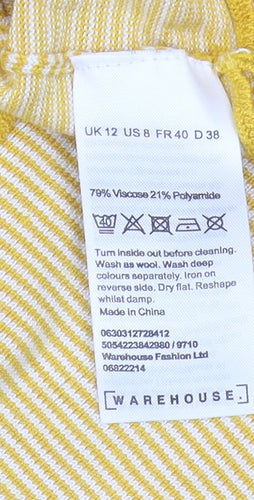 UK 12 US 8 FR 40 D 38
79% Viscose 21% Polyamide
40
Turn inside out before cleaning.
Wash as wool. Wash deep
colours separately. Iron on
reverse side. Dry flat. Reshape
whilst damp.
Made in China
0630312728412
5054223842980 / 9710
Warehouse Fashion Ltd
06822214
[WAREHOUSE.]